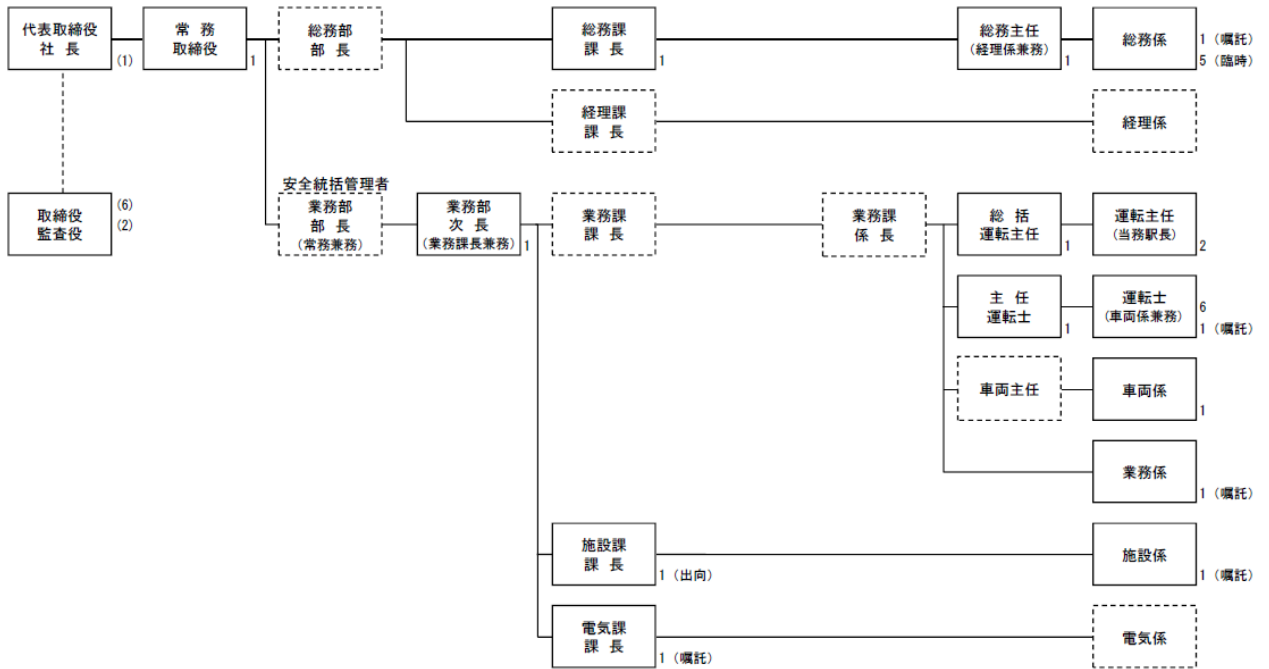 代表取締役
社 長
(1)
常 務
取締役
1
総務部
部 長
総務課
課 長
1
総務主任
(経理係兼務)
1
総務係
1（嘱託）
5（臨時）
経理課
課 長
経理係
取締役
監査役
(6)
(2)
安全統括管理者
業務部
部 長
(常務兼務)
業務部
次 長
(業務課長兼務)
1
業務課
課 長
業務課
係 長
総 括
運転主任
1
運転主任
(当務駅長)
2
主 任
運転士
1
運転士
(車両係兼務)
6
1（嘱託）
車両主任
車両係
1
業務係
1（嘱託）
施設課
課 長
1（出向）
施設係
1（嘱託）
電気課
課 長
1（嘱託）
電気係